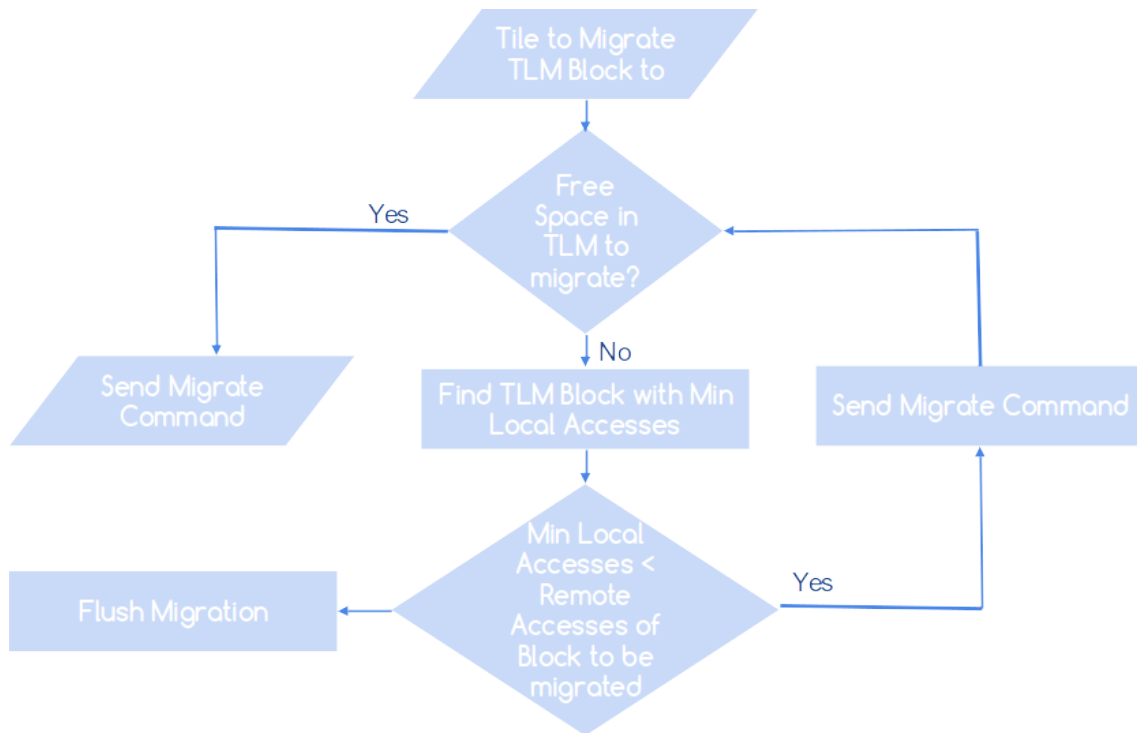 Tile to Migrate
TLM Block to
Free
Space in
TLM to
migrate?
Yes
No
Send Migrate
Command
Find TLM Block with Min
Local Accesses
Send Migrate Command
Min Local
Accesses <
Remote
Accesses of
Block to be
migrated
Yes
Flush Migration